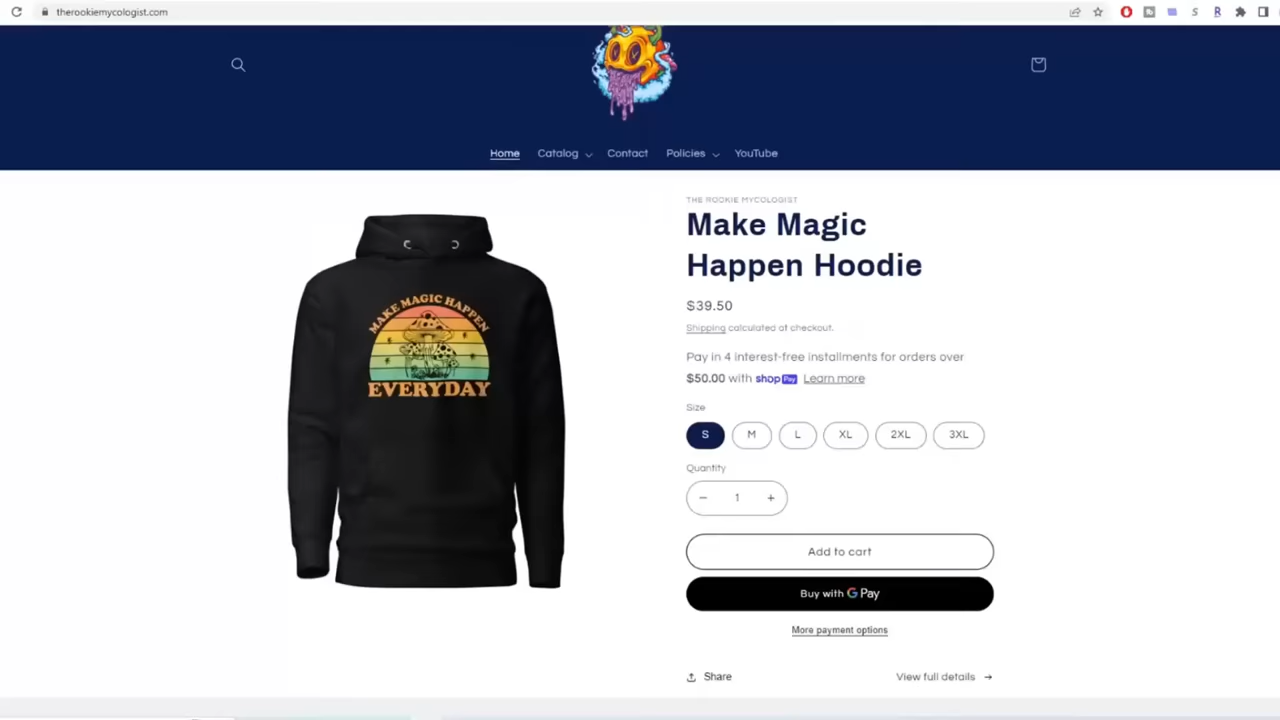 therookiemycologist.com
Home
Catalog
Contact
Policies
YouTube
THE ROOKIE MYCOLOGIST
Make Magic
Happen Hoodie
$39.50
Shipping calculated at checkout.
Pay in 4 interest-free installments for orders over
$50.00 with shop Pay Learn more
Size
S
M
L
XL
2XL
3XL
Quantity
1
Add to cart
Buy with G Pay
More payment options
Share
View full details
MAKE MAGIC HAPPEN
EVERYDAY